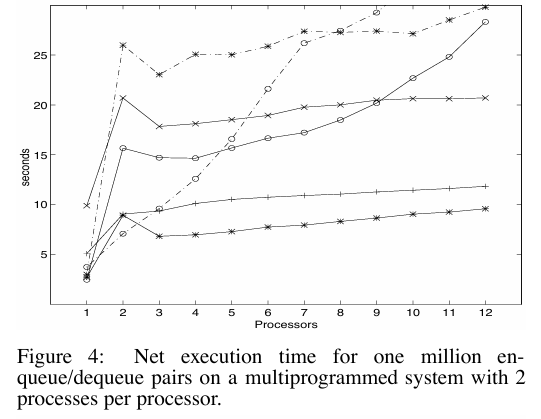 25
20
15
10
5
seconds
1 2 3 4 5 6 7 8 9 10 11 12
Processors
Figure 4: Net execution time for one million en-
queue/dequeue pairs on a multiprogrammed system with 2
processes per processor.